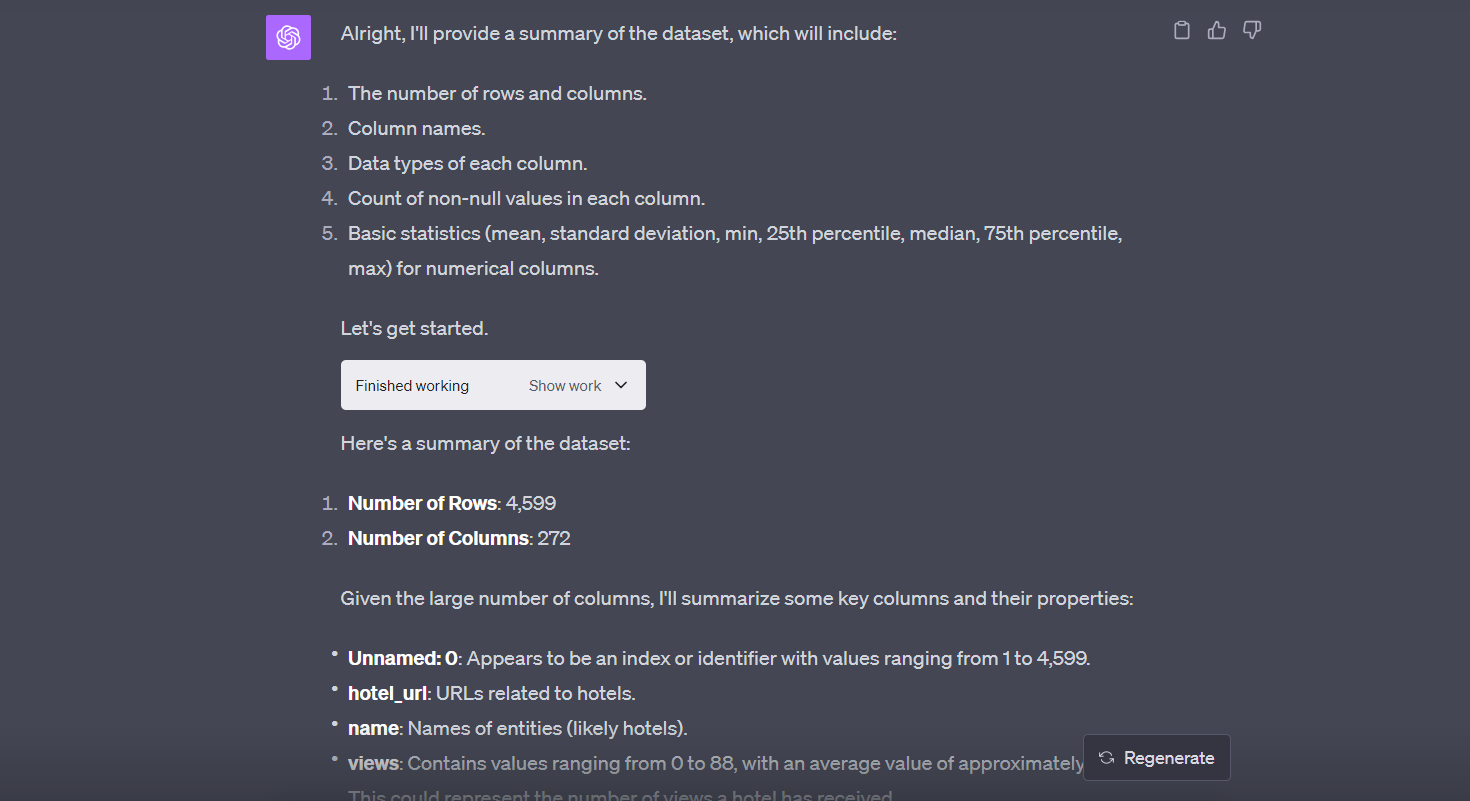 Alright, I'll provide a summary of the dataset, which will include:
1. The number of rows and columns.
2. Column names.
3. Data types of each column.
4. Count of non-null values in each column.
5. Basic statistics (mean, standard deviation, min, 25th percentile, median, 75th percentile,
max) for numerical columns.
Let's get started.
Finished working Show work
Here's a summary of the dataset:
1. Number of Rows: 4,599
2. Number of Columns: 272
Given the large number of columns, I'll summarize some key columns and their properties:
• Unnamed: 0: Appears to be an index or identifier with values ranging from 1 to 4,599.
• hotel_url: URLs related to hotels.
• name: Names of entities (likely hotels).
• views: Contains values ranging from 0 to 88, with an average value of approximately
Regenerate
This could represent the number of views a hotel has received.